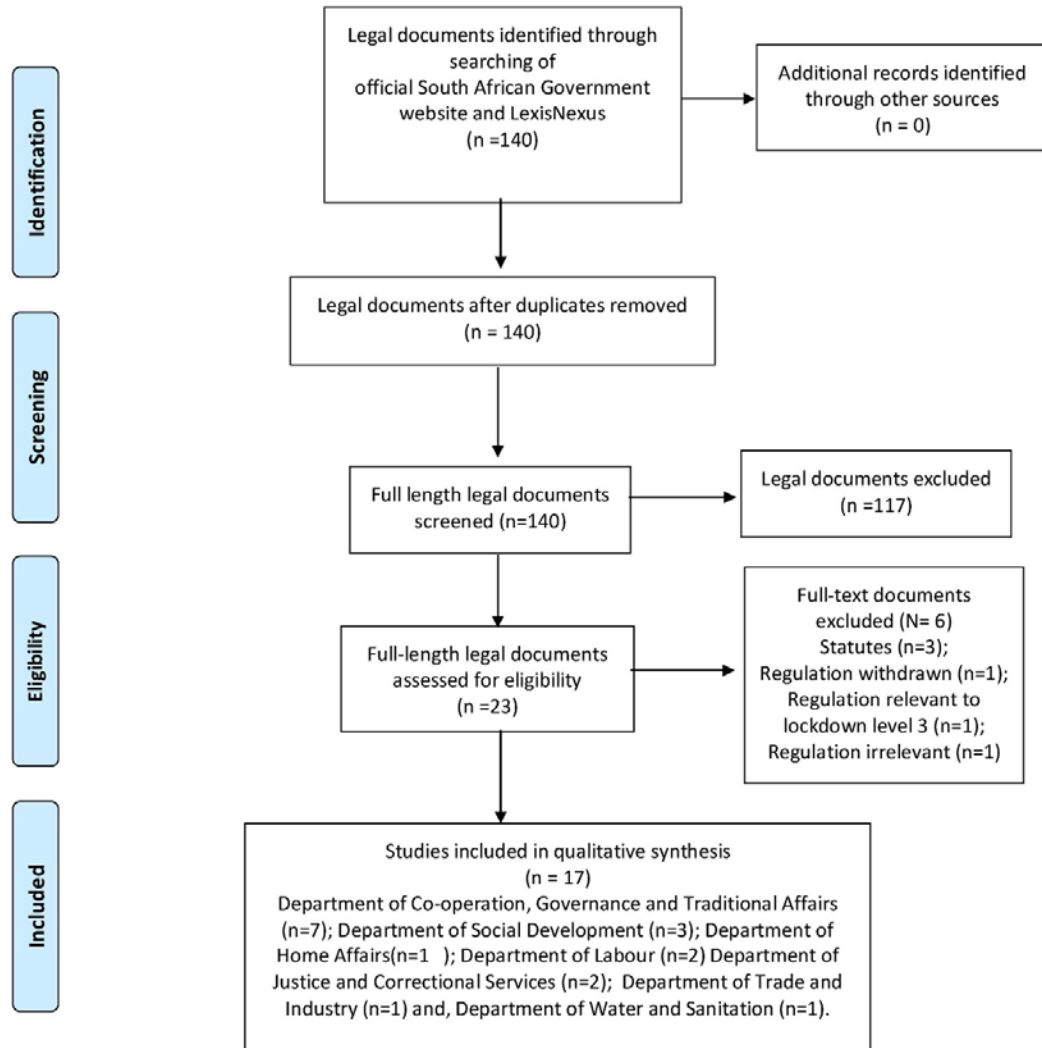 Legal documents identified through
searching of
official South African Government
website and LexisNexus
(n =140)
Additional records identified
through other sources
(n = 0)
Identification
Legal documents after duplicates removed
(n = 140)
Screening
Full length legal documents
screened (n=140)
Legal documents excluded
(n =117)
Eligibility
Full-length legal documents
assessed for eligibility
(n =23)
Full-text documents
excluded (N= 6)
Statutes (n=3);
Regulation withdrawn (n=1);
Regulation relevant to
lockdown level 3 (n=1);
Regulation irrelevant (n=1)
Included
Studies included in qualitative synthesis
(n = 17)
Department of Co-operation, Governance and Traditional Affairs
(n=7); Department of Social Development (n=3); Department of
Home Affairs(n=1 ); Department of Labour (n=2) Department of
Justice and Correctional Services (n=2); Department of Trade and
Industry (n=1) and, Department of Water and Sanitation (n=1).